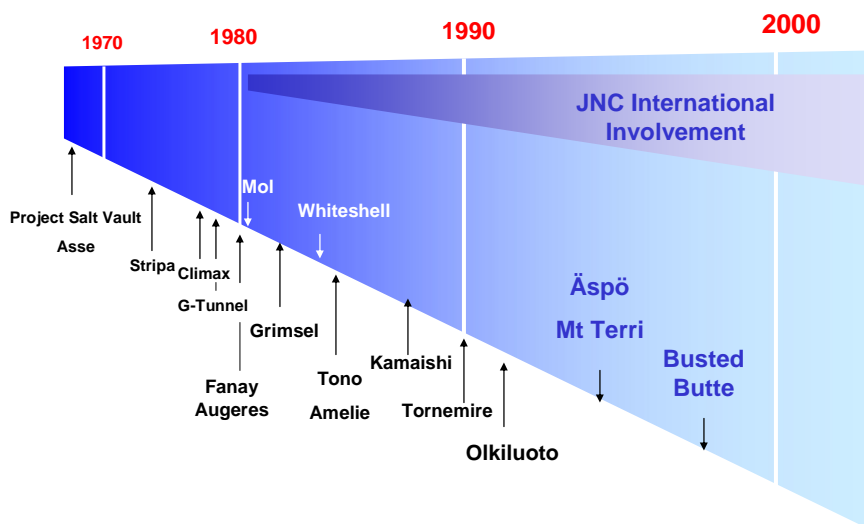 1970
1980
1990
2000
JNC International
Involvement
Mol
Whiteshell
Project Salt Vault
Asse
Stripa
Climax
G-Tunnel
Grimsel
Fanay
Augeres
Tono
Amelie
Kamaishi
Tornemire
Olkiluoto
Äspö
Mt Terri
Busted
Butte